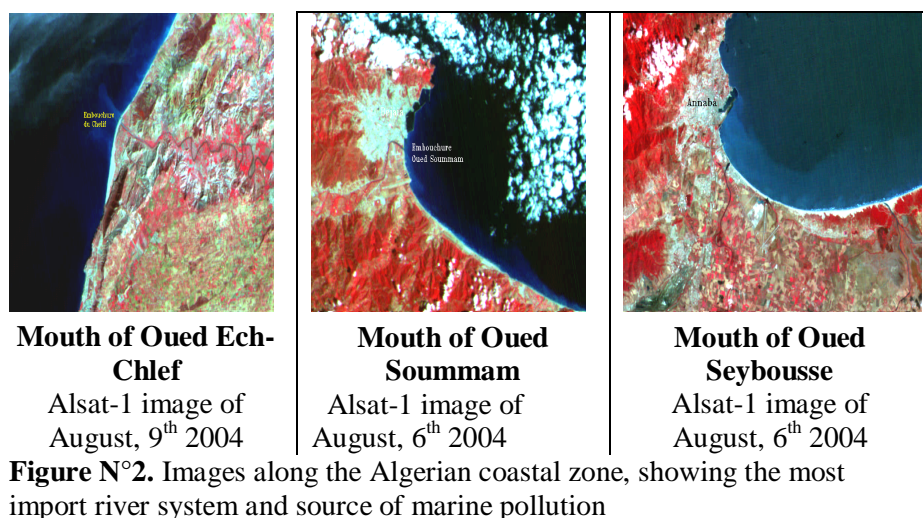 Embouchure
du Chelif
Embouchure
Oued Soummam
Annaba
Mouth of Oued Ech-
Chlef
Alsat-1 image of
August, 9th 2004
Mouth of Oued
Soummam
Alsat-1 image of
August, 6th 2004
Mouth of Oued
Seybousse
Alsat-1 image of
August, 6th 2004
Figure N°2. Images along the Algerian coastal zone, showing the most
import river system and source of marine pollution